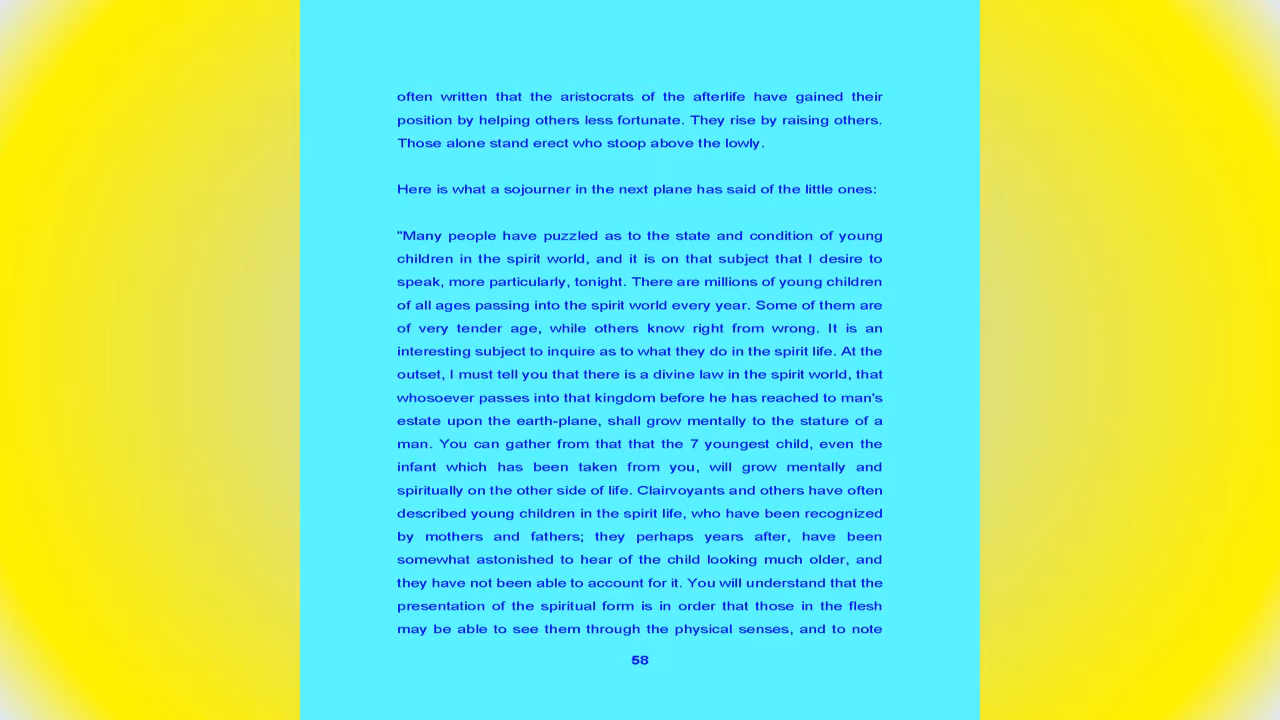 often written that the aristocrats of the afterlife have gained their
position by helping others less fortunate. They rise by raising others.
Those alone stand erect who stoop above the lowly.
Here is what a sojourner in the next plane has said of the little ones:
"Many people have puzzled as to the state and condition of young
children in the spirit world, and it is on that subject that I desire to
speak, more particularly, tonight. There are millions of young children
of all ages passing into the spirit world every year. Some of them are
of very tender age, while others know right from wrong. It is an
interesting subject to inquire as to what they do in the spirit life. At the
outset, I must tell you that there is a divine law in the spirit world, that
whosoever passes into that kingdom before he has reached to man's
estate upon the earth-plane, shall grow mentally to the stature of a
man. You can gather from that that the 7 youngest child, even the
infant which has been taken from you, will grow mentally and
spiritually on the other side of life. Clairvoyants and others have often
described young children in the spirit life, who have been recognized
by mothers and fathers; they perhaps years after, have been
somewhat astonished to hear of the child looking much older, and
they have not been able to account for it. You will understand that the
presentation of the spiritual form is in order that those in the flesh
may be able to see them through the physical senses, and to note
58